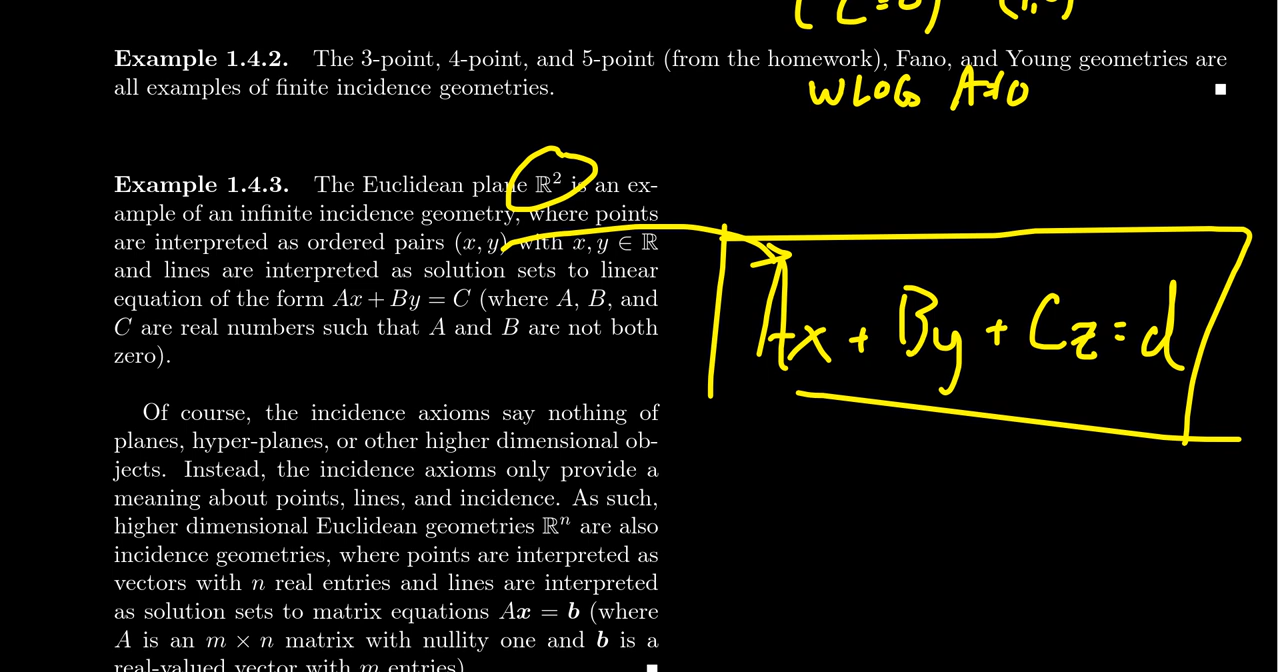 ( C=0) (1,0)
Example 1.4.2. The 3-point, 4-point, and 5-point (from the homework), Fano, and Young geometries are
all examples of finite incidence geometries.
WLOG A≠0
Example 1.4.3. The Euclidean plane ℝ² is an ex-
ample of an infinite incidence geometry, where points
are interpreted as ordered pairs (x, y) with x, y ∈ ℝ
and lines are interpreted as solution sets to linear
equation of the form Ax + By = C (where A, B, and
C are real numbers such that A and B are not both
zero).
Ax + By + Cz = d
Of course, the incidence axioms say nothing of
planes, hyper-planes, or other higher dimensional ob-
jects. Instead, the incidence axioms only provide a
meaning about points, lines, and incidence. As such,
higher dimensional Euclidean geometries ℝⁿ are also
incidence geometries, where points are interpreted as
vectors with n real entries and lines are interpreted
as solution sets to matrix equations Ax = b (where
A is an m × n matrix with nullity one and b is a
real-valued vector with m entries).